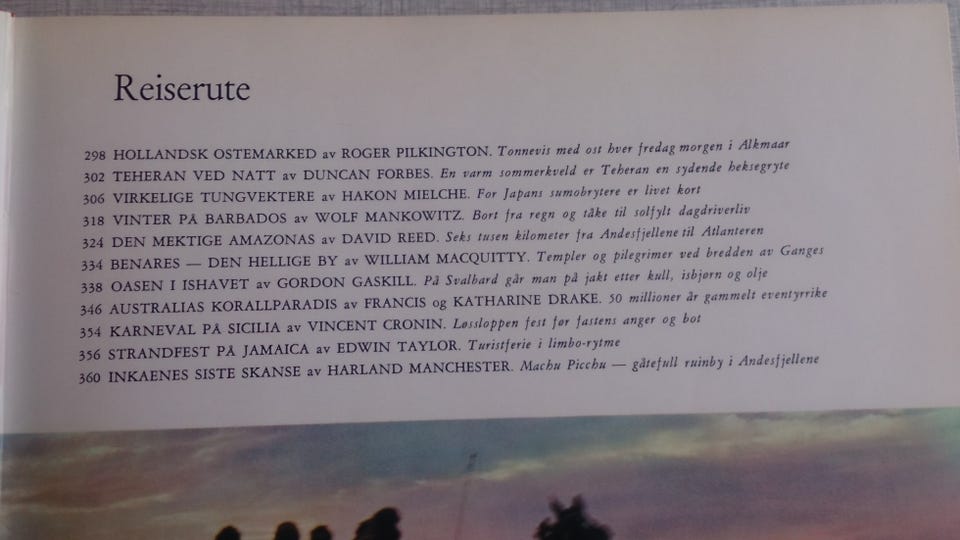 Reiserute
298 HOLLANDSK OSTEMARKED av ROGER PILKINGTON. Tonnevis med ost hver fredag morgen i Alkmaar
302 TEHERAN VED NATT av DUNCAN FORBES. En varm sommerkveld er Teheran en sydende heksegryte
306 VIRKELIGE TUNGVEKTERE av HAKON MIELCHE. For Japans sumobrytere er livet kort
318 VINTER PÅ BARBADOS av WOLF MANKOWITZ. Bort fra regn og tåke til solfylt dagdriverliv
324 DEN MEKTIGE AMAZONAS av DAVID REED. Seks tusen kilometer fra Andesfjellene til Atlanteren
334 BENARES — DEN HELLIGE BY av WILLIAM MACQUITTY. Templer og pilegrimer ved bredden av Ganges
338 OASEN I ISHAVET av GORDON GASKILL. På Svalbard går man på jakt etter kull, isbjørn og olje
346 AUSTRALIAS KORALLPARADIS av FRANCIS og KATHARINE DRAKE. 50 millioner år gammelt eventyrrike
354 KARNEVAL PÅ SICILIA av VINCENT CRONIN. Løssloppen fest før fastens anger og bot
356 STRANDFEST PÅ JAMAICA av EDWIN TAYLOR. Turistferie i limbo-rytme
360 INKAENES SISTE SKANSE av HARLAND MANCHESTER. Machu Picchu — gåtefull ruinby i Andesfjellene